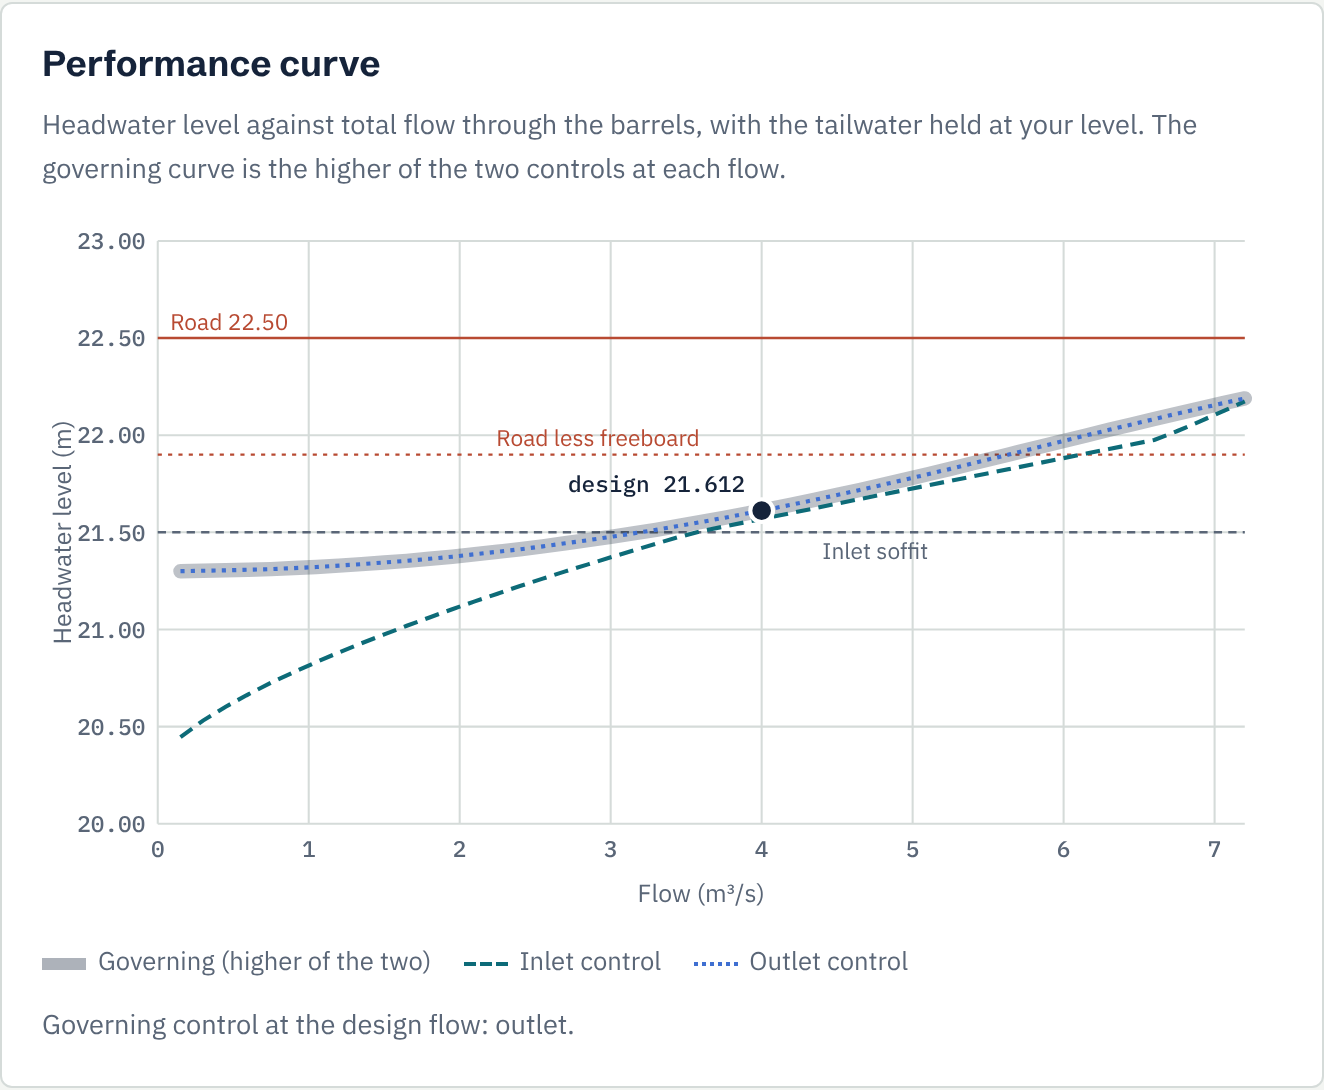 Performance curve
Headwater level against total flow through the barrels, with the tailwater held at your level. The
governing curve is the higher of the two controls at each flow.
23.00
Road 22.50
22.50
Road less freeboard
22.00
design 21.612
21.50
Inlet soffit
21.00
20.50
20.00
Headwater level (m)
0 1 2 3 4 5 6 7
Flow (m³/s)
Governing (higher of the two) Inlet control Outlet control
Governing control at the design flow: outlet.